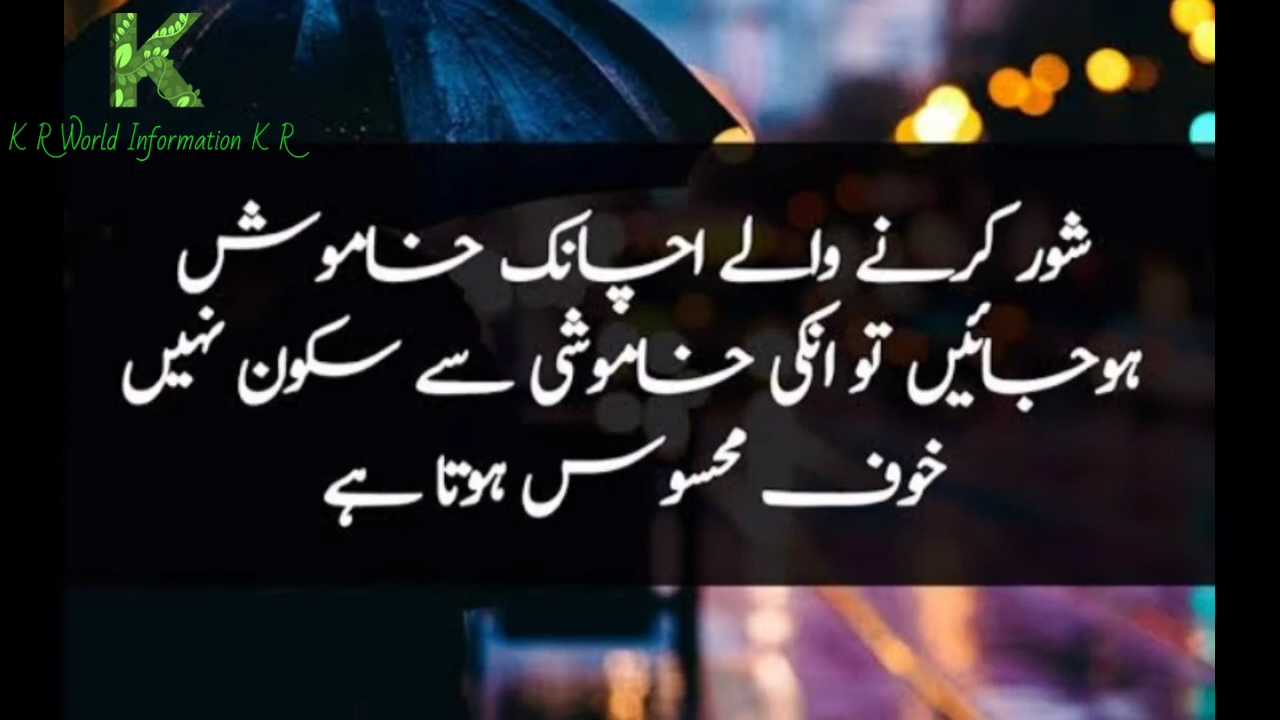 K
K R World Information K R
شور کرنے والے اچانک خاموش
ہوجائیں تو انکی خاموشی سے سکون نہیں
خوف محسوس ہوتا ہے